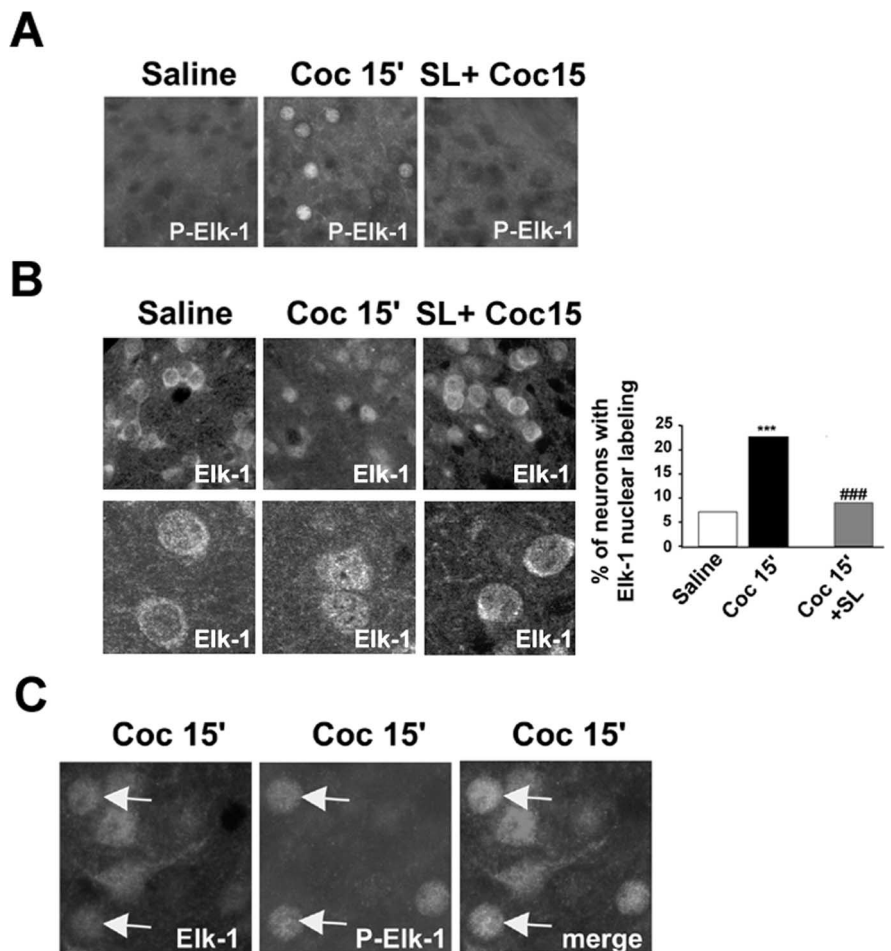 A
Saline Coc 15' SL+ Coc15
P-Elk-1 P-Elk-1 P-Elk-1
B
Saline Coc 15' SL+ Coc15
Elk-1 Elk-1 Elk-1
Elk-1 Elk-1 Elk-1
% of neurons with
Elk-1 nuclear labeling
25
20
15
10
5
0
***
###
Saline
Coc 15'
Coc 15'
+SL
C
Coc 15' Coc 15' Coc 15'
Elk-1 P-Elk-1 merge